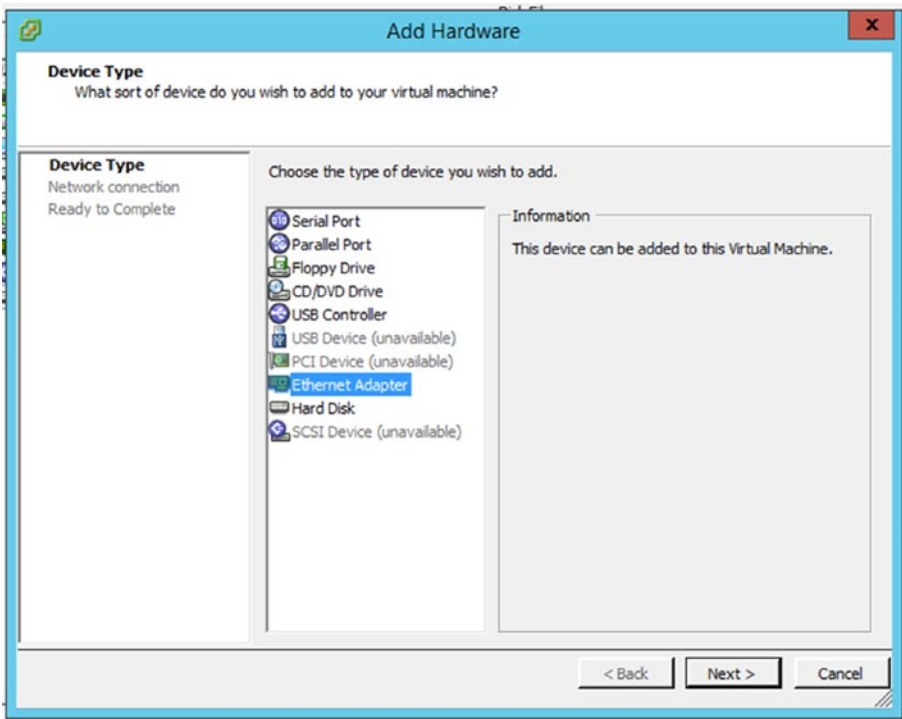 Add Hardware
x
Device Type
What sort of device do you wish to add to your virtual machine?
Device Type
Network connection
Ready to Complete
Choose the type of device you wish to add.
Serial Port
Parallel Port
Floppy Drive
CD/DVD Drive
USB Controller
USB Device (unavailable)
PCI Device (unavailable)
Ethernet Adapter
Hard Disk
SCSI Device (unavailable)
Information
This device can be added to this Virtual Machine.
< Back
Next >
Cancel